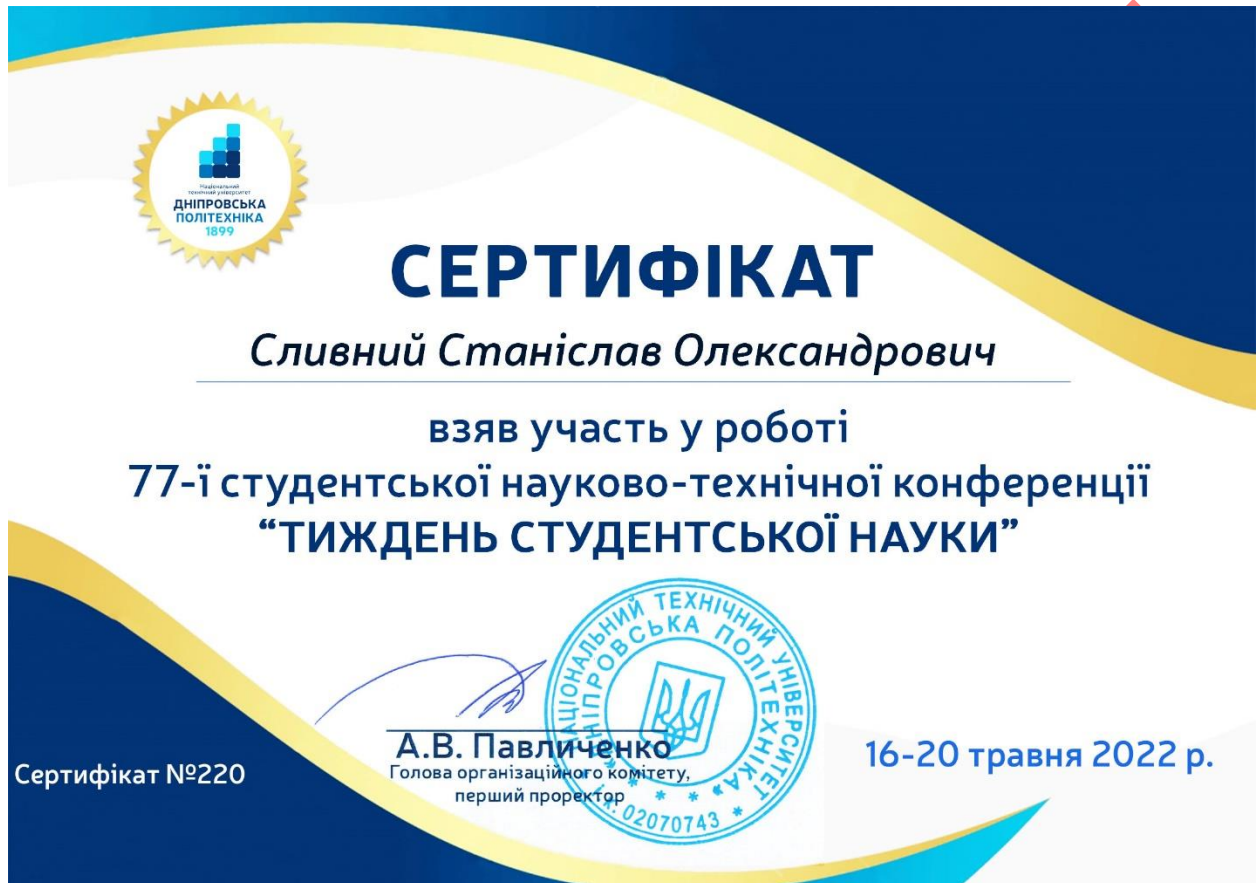 Національний
технічний університет
ДНІПРОВСЬКА
ПОЛІТЕХНІКА
1899
СЕРТИФІКАТ
Сливний Станіслав Олександрович
взяв участь у роботі
77-ї студентської науково-технічної конференції
“ТИЖДЕНЬ СТУДЕНТСЬКОЇ НАУКИ”
НАЦІОНАЛЬНИЙ ТЕХНІЧНИЙ УНІВЕРСИТЕТ
«ДНІПРОВСЬКА ПОЛІТЕХНІКА»
02070743
А.В. Павличенко
Голова організаційного комітету,
перший проректор
Сертифікат №220
16-20 травня 2022 р.